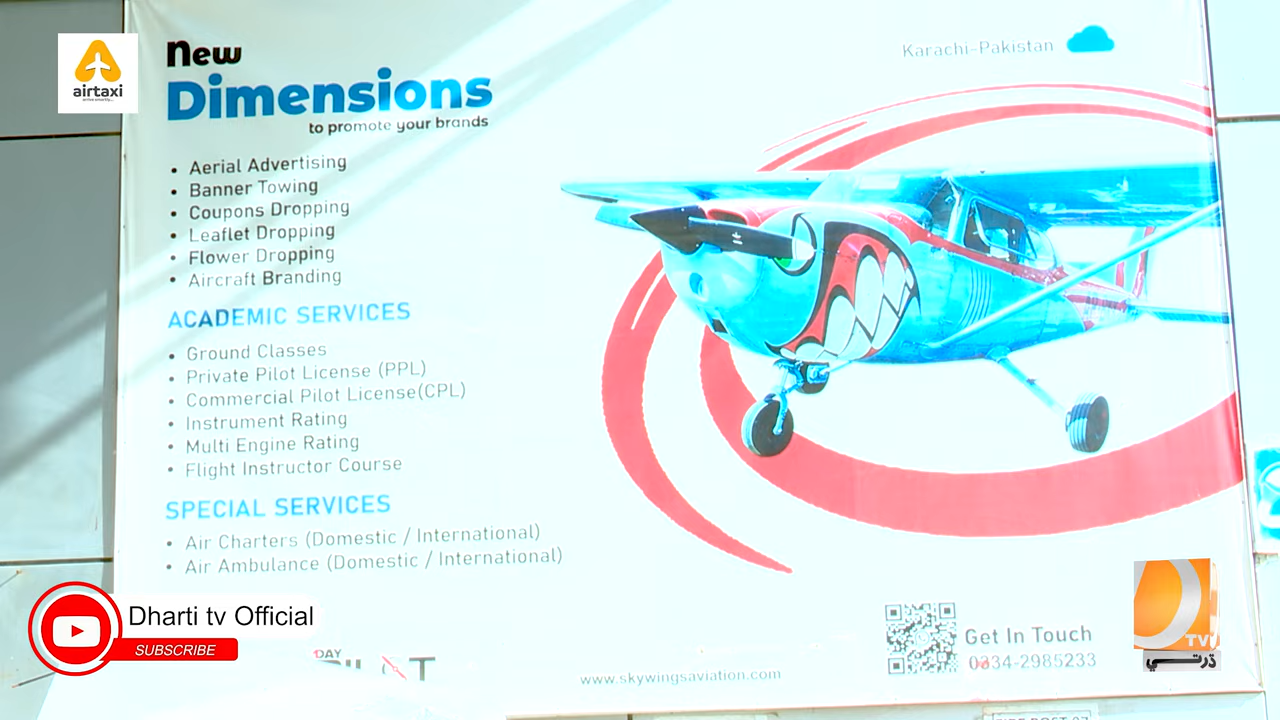 airtaxi
New
Dimensions
to promote your brands
Karachi-Pakistan
• Aerial Advertising
• Banner Towing
• Coupons Dropping
• Leaflet Dropping
• Flower Dropping
• Aircraft Branding
ACADEMIC SERVICES
• Ground Classes
• Private Pilot License (PPL)
• Commercial Pilot License(CPL)
• Instrument Rating
• Multi Engine Rating
• Flight Instructor Course
SPECIAL SERVICES
• Air Charters (Domestic / International)
• Air Ambulance (Domestic / International)
Dharti tv Official
SUBSCRIBE
DAY
www.skywingsaviation.com
Get In Touch
0334-2985233
TV
ڌرتي